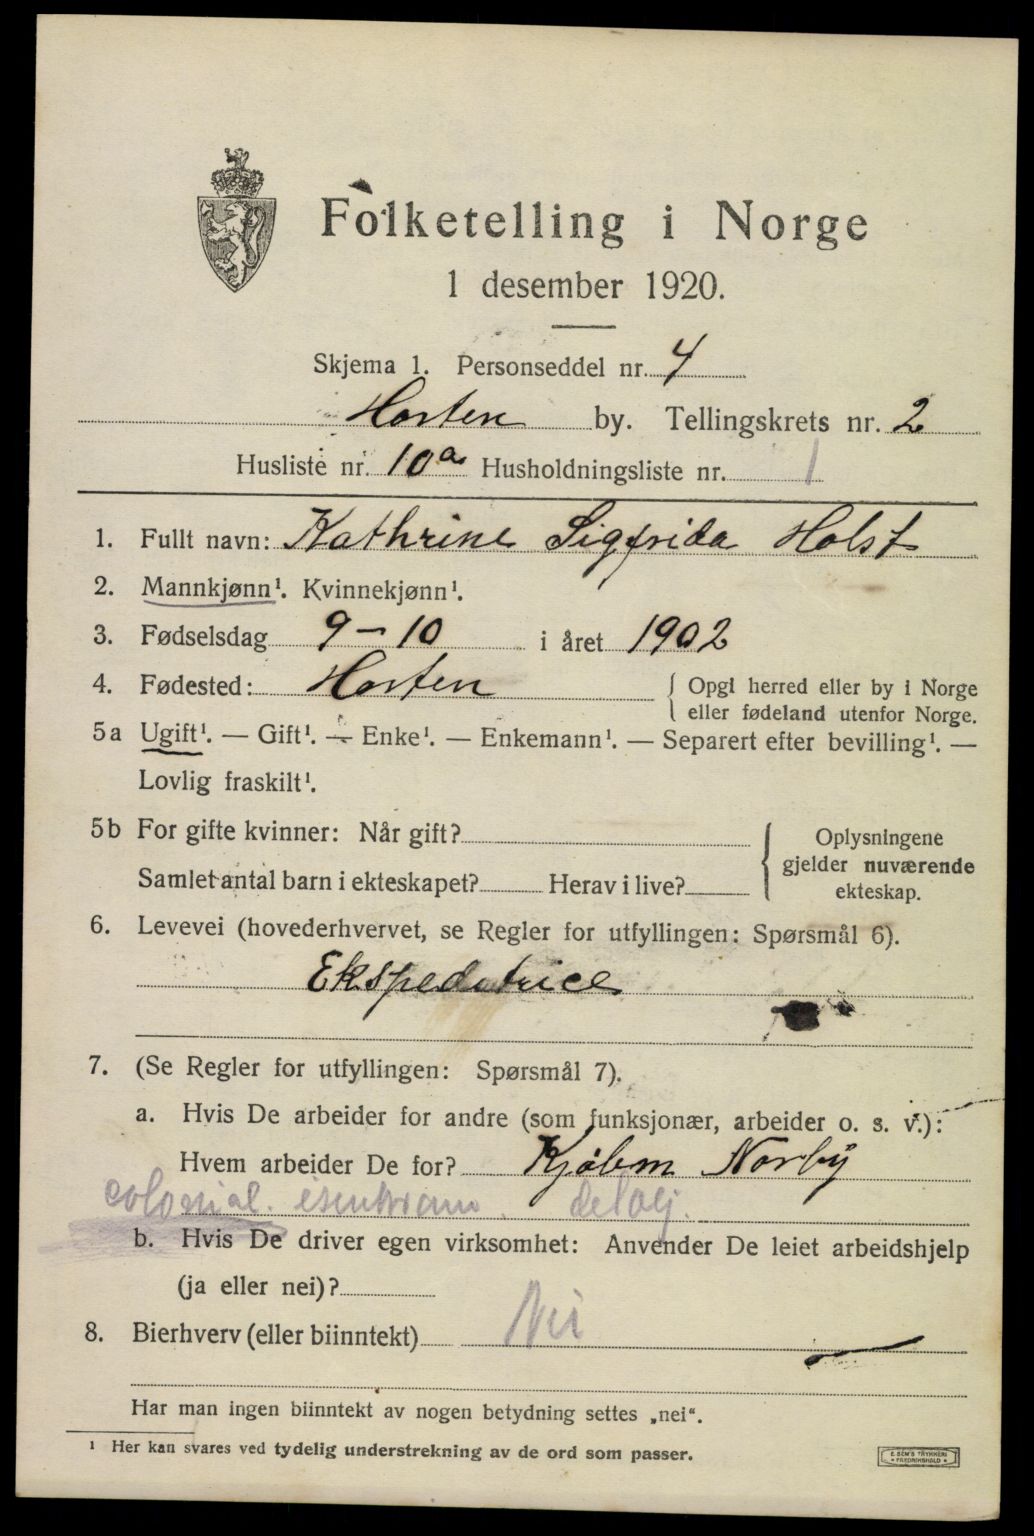 Folketelling i Norge
1 desember 1920.
Skjema 1. Personseddel nr. 4
Horten by. Tellingskrets nr. 2
Husliste nr. 10a Husholdningsliste nr. 1
1. Fullt navn: Kathrine Sigfrida Holst
2. Mannkjønn¹. Kvinnekjønn¹.
3. Fødselsdag 9-10 i året 1902
4. Fødested: Horten { Opgi herred eller by i Norge
eller fødeland utenfor Norge.
5a Ugift¹. — Gift¹. — Enke¹. — Enkemann¹. — Separert efter bevilling¹. —
Lovlig fraskilt¹.
5b For gifte kvinner: Når gift?
Samlet antal barn i ekteskapet? Herav i live?
{ Oplysningene
gjelder nuværende
ekteskap.
6. Levevei (hovederhvervet, se Regler for utfyllingen: Spørsmål 6).
Ekspeditrice
7. (Se Regler for utfyllingen: Spørsmål 7).
a. Hvis De arbeider for andre (som funksjonær, arbeider o. s. v.):
Hvem arbeider De for? Kjøbm Norby
colonial. isenkram. detalj.
b. Hvis De driver egen virksomhet: Anvender De leiet arbeidshjelp
(ja eller nei)?
8. Bierhverv (eller biinntekt) Nei
Har man ingen biinntekt av nogen betydning settes „nei“.
¹ Her kan svares ved tydelig understrekning av de ord som passer.
E. SEM'S TRYKKERI
FREDRIKSHALD